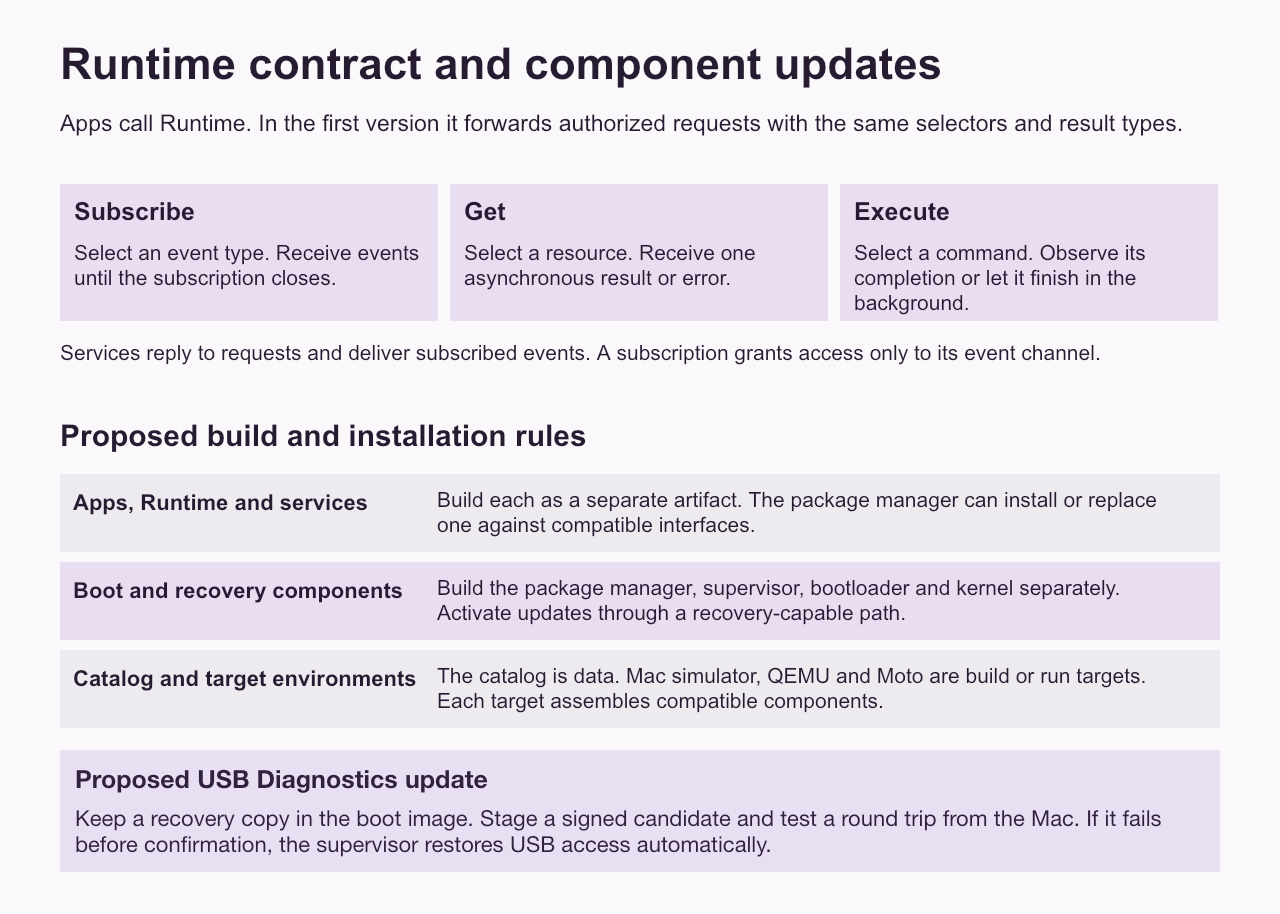 Runtime contract and component updates
Apps call Runtime. In the first version it forwards authorized requests with the same selectors and result types.
Subscribe
Select an event type. Receive events
until the subscription closes.
Get
Select a resource. Receive one
asynchronous result or error.
Execute
Select a command. Observe its
completion or let it finish in the
background.
Services reply to requests and deliver subscribed events. A subscription grants access only to its event channel.
Proposed build and installation rules
Apps, Runtime and services
Build each as a separate artifact. The package manager can install or replace
one against compatible interfaces.
Boot and recovery components
Build the package manager, supervisor, bootloader and kernel separately.
Activate updates through a recovery-capable path.
Catalog and target environments
The catalog is data. Mac simulator, QEMU and Moto are build or run targets.
Each target assembles compatible components.
Proposed USB Diagnostics update
Keep a recovery copy in the boot image. Stage a signed candidate and test a round trip from the Mac. If it fails
before confirmation, the supervisor restores USB access automatically.